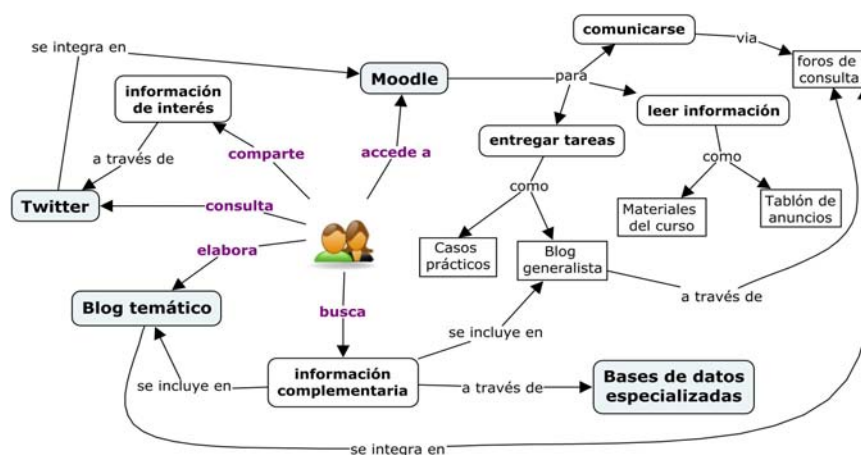 comunicarse
se integra en
vía
foros de
consulta
Moodle
para
información
de interés
leer información
comparte
accede a
entregar tareas
a través de
como
como
Twitter
consulta
Materiales
del curso
Tablón de
anuncios
elabora
Casos
prácticos
Blog
generalista
Blog temático
busca
a través de
se incluye en
se incluye en
información
complementaria
a través de
Bases de datos
especializadas
se integra en